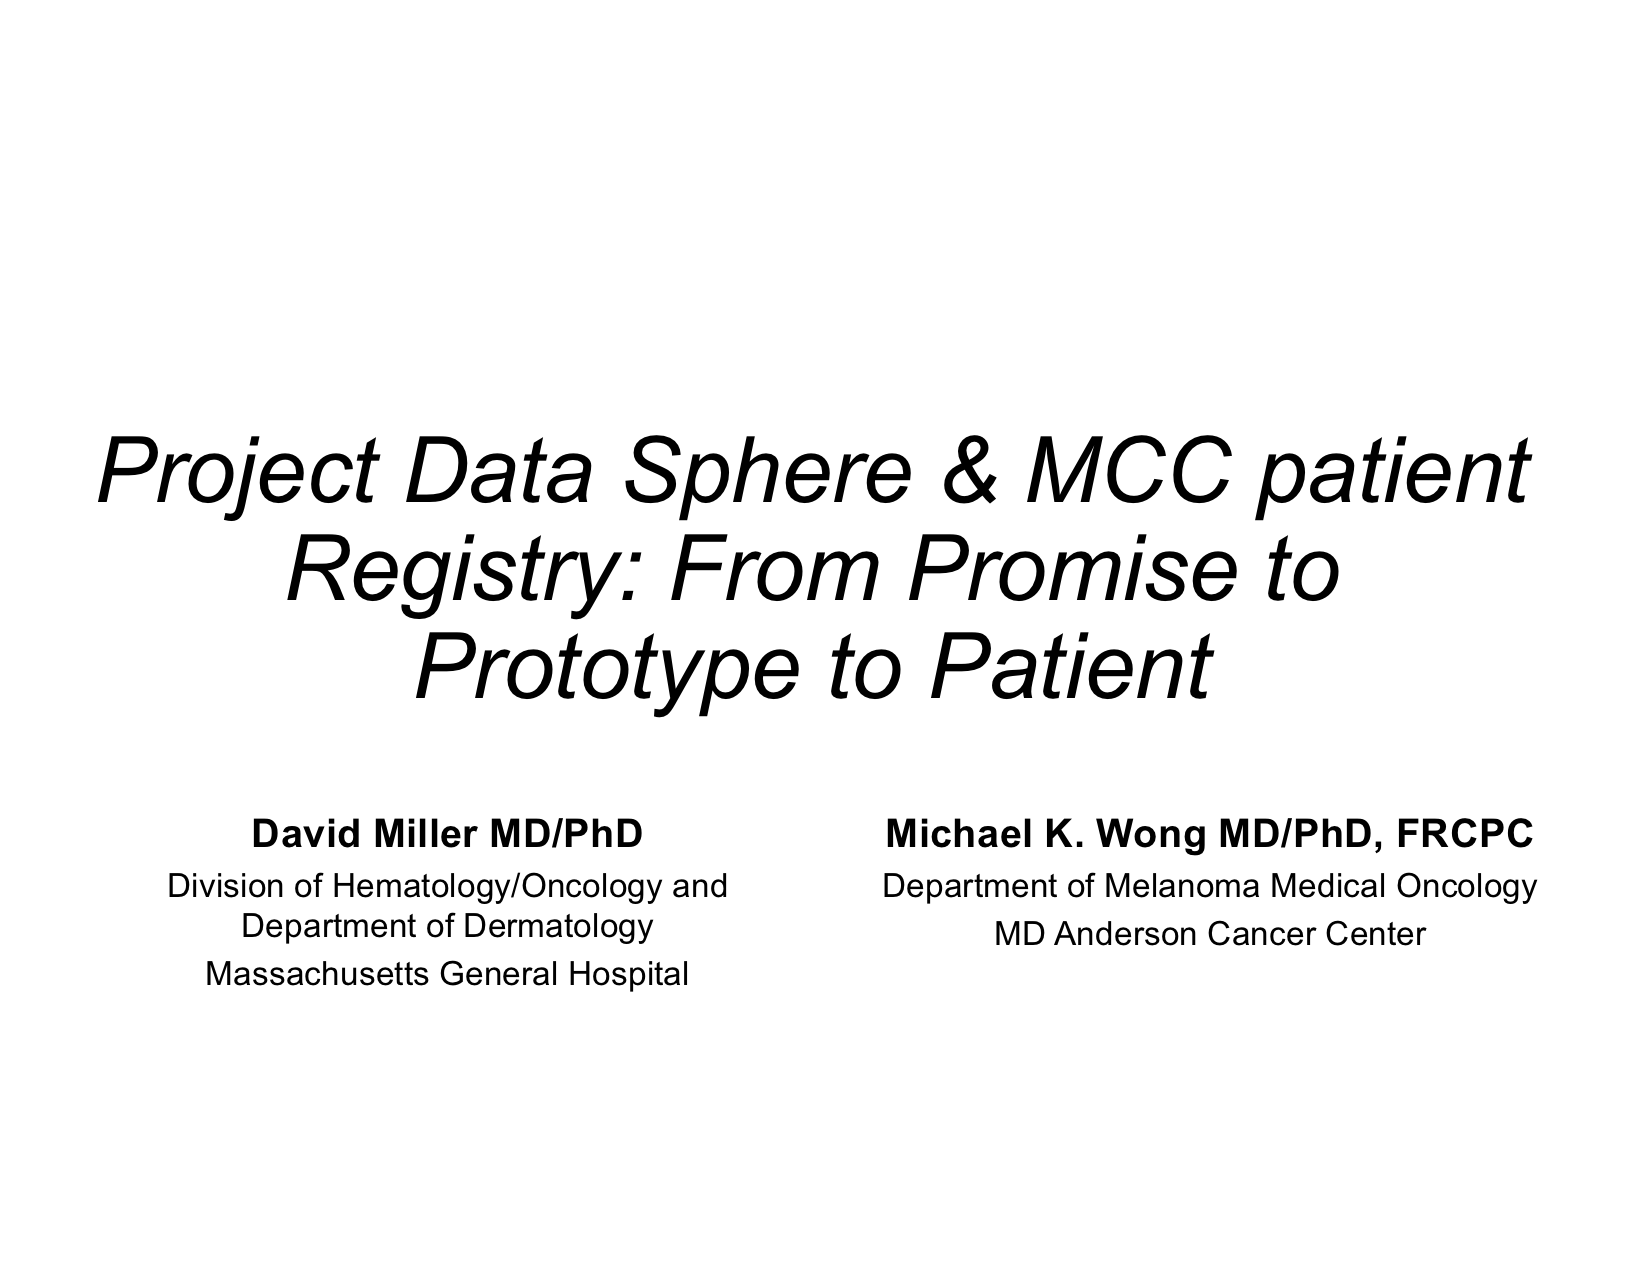 Project Data Sphere & MCC patient
Registry: From Promise to
Prototype to Patient
David Miller MD/PhD
Division of Hematology/Oncology and
Department of Dermatology
Massachusetts General Hospital
Michael K. Wong MD/PhD, FRCPC
Department of Melanoma Medical Oncology
MD Anderson Cancer Center